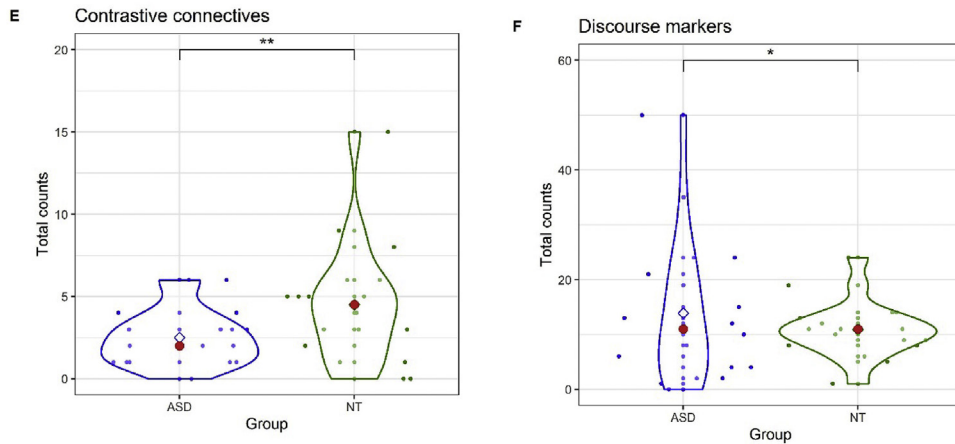 E
Contrastive connectives
20
15
10
5
0
Total counts
**
ASD
NT
Group
F
Discourse markers
60
40
20
0
Total counts
*
ASD
NT
Group